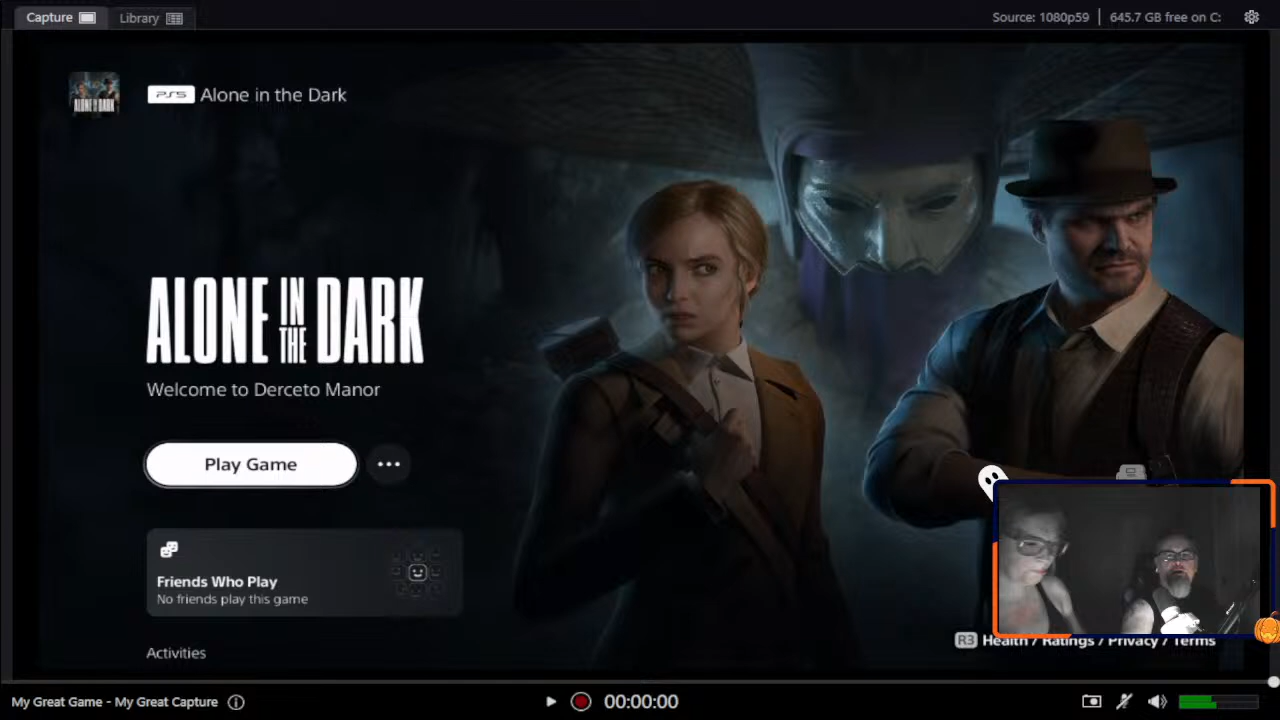 Capture
Library
Source: 1080p59
645.7 GB free on C:
PS5 Alone in the Dark
ALONE IN THE DARK
Welcome to Derceto Manor
Play Game
Friends Who Play
No friends play this game
Activities
R3 Health / Ratings / Privacy / Terms
My Great Game - My Great Capture
00:00:00